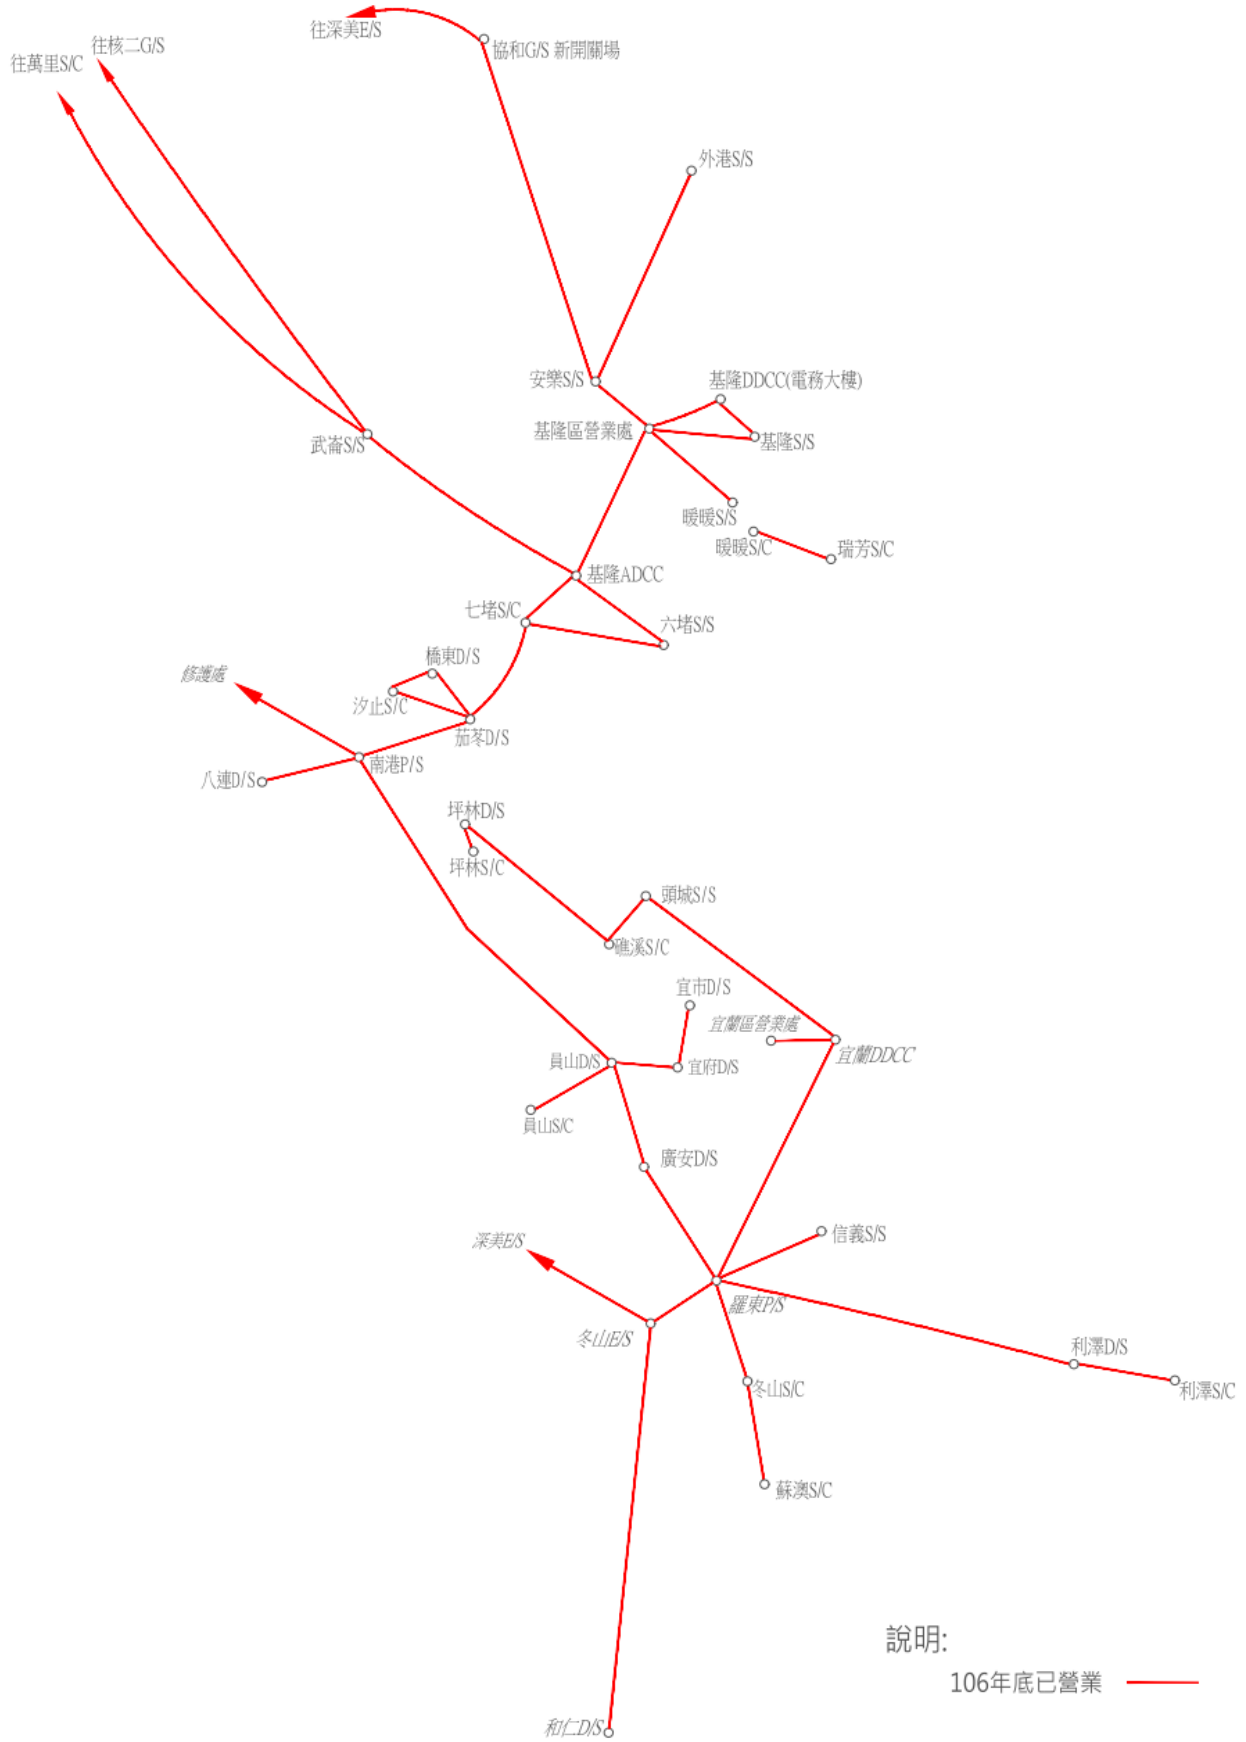 往深美E/S
協和G/S 新開關場
往核二G/S
往萬里S/C
外港S/S
安樂S/S
基隆DDCC(電務大樓)
基隆區營業處
基隆S/S
武崙S/S
暖暖S/S
暖暖S/C
瑞芳S/C
基隆ADCC
七堵S/C
六堵S/S
橋東D/S
修護處
汐止S/C
茄苳D/S
南港P/S
八連D/S
坪林D/S
坪林S/C
頭城S/S
礁溪S/C
宜市D/S
宜蘭區營業處
宜蘭DDCC
員山D/S
宜府D/S
員山S/C
廣安D/S
信義S/S
深美E/S
羅東P/S
冬山E/S
利澤D/S
冬山S/C
利澤S/C
蘇澳S/C
說明:
106年底已營業
和仁D/S